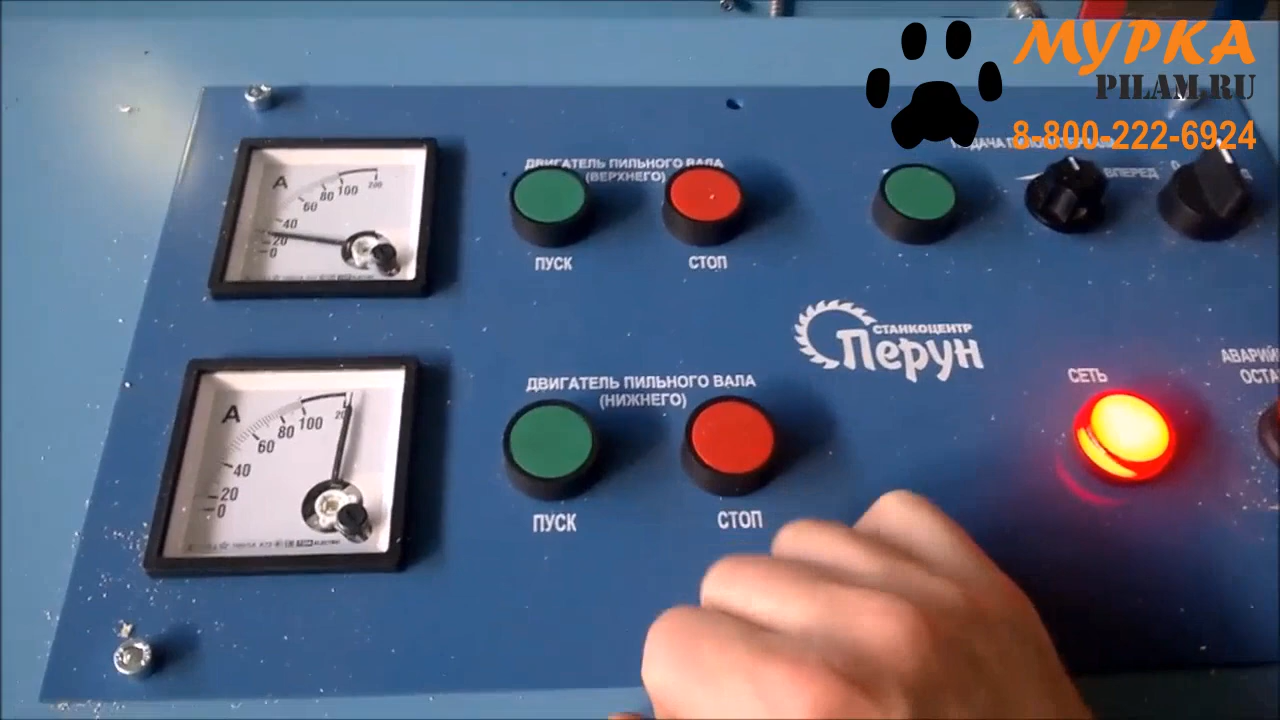 МУРКА
PILAM.RU
8-800-222-6924
A
0
20
40
60
80
100
200
ДВИГАТЕЛЬ ПИЛЬНОГО ВАЛА
(ВЕРХНЕГО)
ПУСК
СТОП
ВПЕРЕД
СТАНКОЦЕНТР
Перун
A
0
20
40
60
80
100
ДВИГАТЕЛЬ ПИЛЬНОГО ВАЛА
(НИЖНЕГО)
ПУСК
СТОП
СЕТЬ